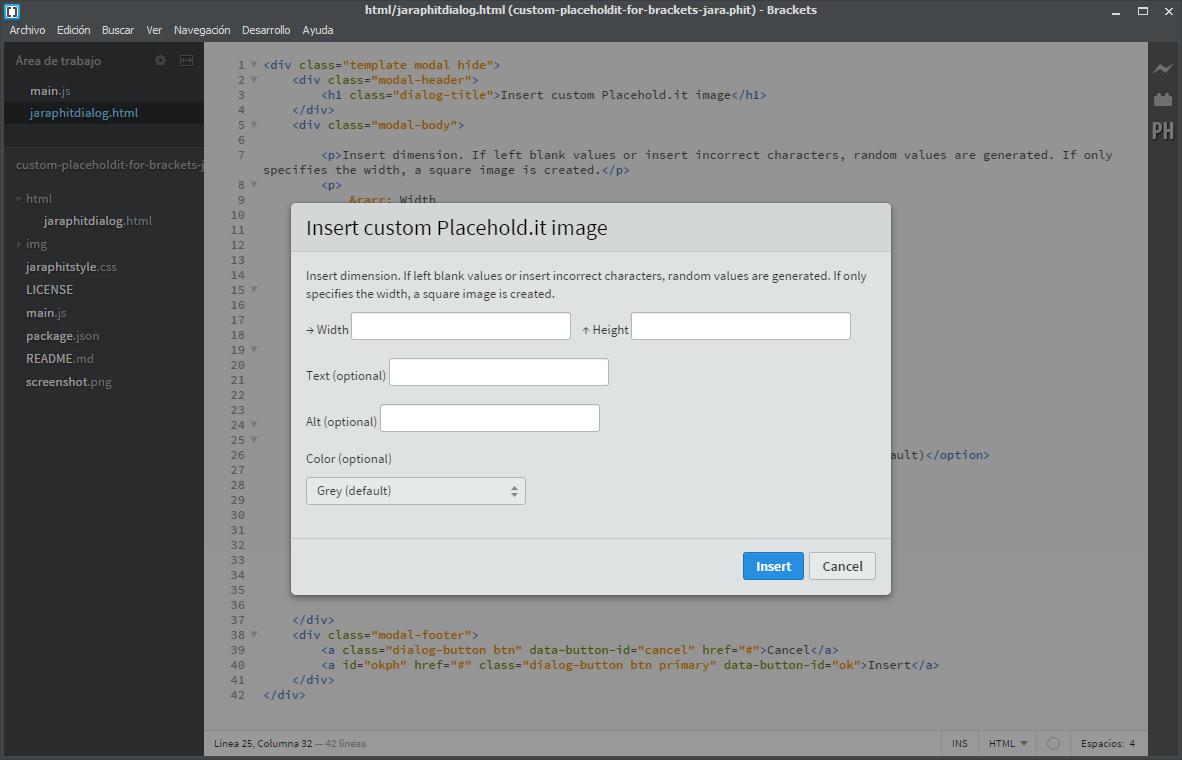 html/jaraphitdialog.html (custom-placeholdit-for-brackets-jara.phit) - Brackets
Archivo Edición Buscar Ver Navegación Desarrollo Ayuda
Área de trabajo
main.js
jaraphitdialog.html
custom-placeholdit-for-brackets-j
html
jaraphitdialog.html
img
jaraphitstyle.css
LICENSE
main.js
package.json
README.md
screenshot.png
1 <div class="template modal hide">
2 <div class="modal-header">
3 <h1 class="dialog-title">Insert custom Placehold.it image</h1>
4 </div>
5 <div class="modal-body">
6
7 <p>Insert dimension. If left blank values or insert incorrect characters, random values are generated. If only
specifies the width, a square image is created.</p>
8 <p>
9 &rarr; Width
10
11
12
13
14
15
16
17
18
19
20
21
22
23
24
25
26 ault)</option>
27
28
29
30
31
32
33
34
35
36
37 </div>
38 <div class="modal-footer">
39 <a class="dialog-button btn" data-button-id="cancel" href="#">Cancel</a>
40 <a id="okph" href="#" class="dialog-button btn primary" data-button-id="ok">Insert</a>
41 </div>
42 </div>
Insert custom Placehold.it image
Insert dimension. If left blank values or insert incorrect characters, random values are generated. If only
specifies the width, a square image is created.
→ Width ↑ Height
Text (optional)
Alt (optional)
Color (optional)
Grey (default)
Insert Cancel
PH
Línea 25, Columna 32 — 42 líneas INS HTML Espacios: 4